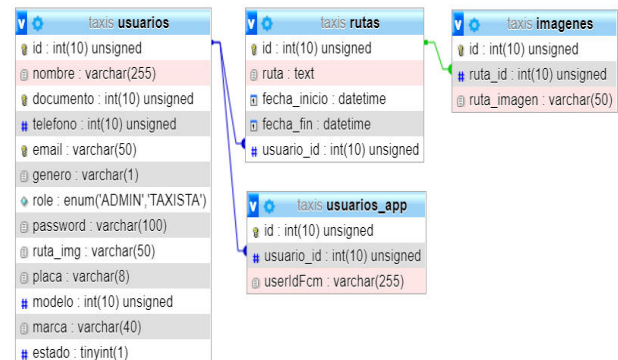 taxis usuarios
id : int(10) unsigned
nombre : varchar(255)
documento : int(10) unsigned
telefono : int(10) unsigned
email : varchar(50)
genero : varchar(1)
role : enum('ADMIN','TAXISTA')
password : varchar(100)
ruta_img : varchar(50)
placa : varchar(8)
modelo : int(10) unsigned
marca : varchar(40)
estado : tinyint(1)
taxis rutas
id : int(10) unsigned
ruta : text
fecha_inicio : datetime
fecha_fin : datetime
usuario_id : int(10) unsigned
taxis usuarios_app
id : int(10) unsigned
usuario_id : int(10) unsigned
userIdFcm : varchar(255)
taxis imagenes
id : int(10) unsigned
ruta_id : int(10) unsigned
ruta_imagen : varchar(50)